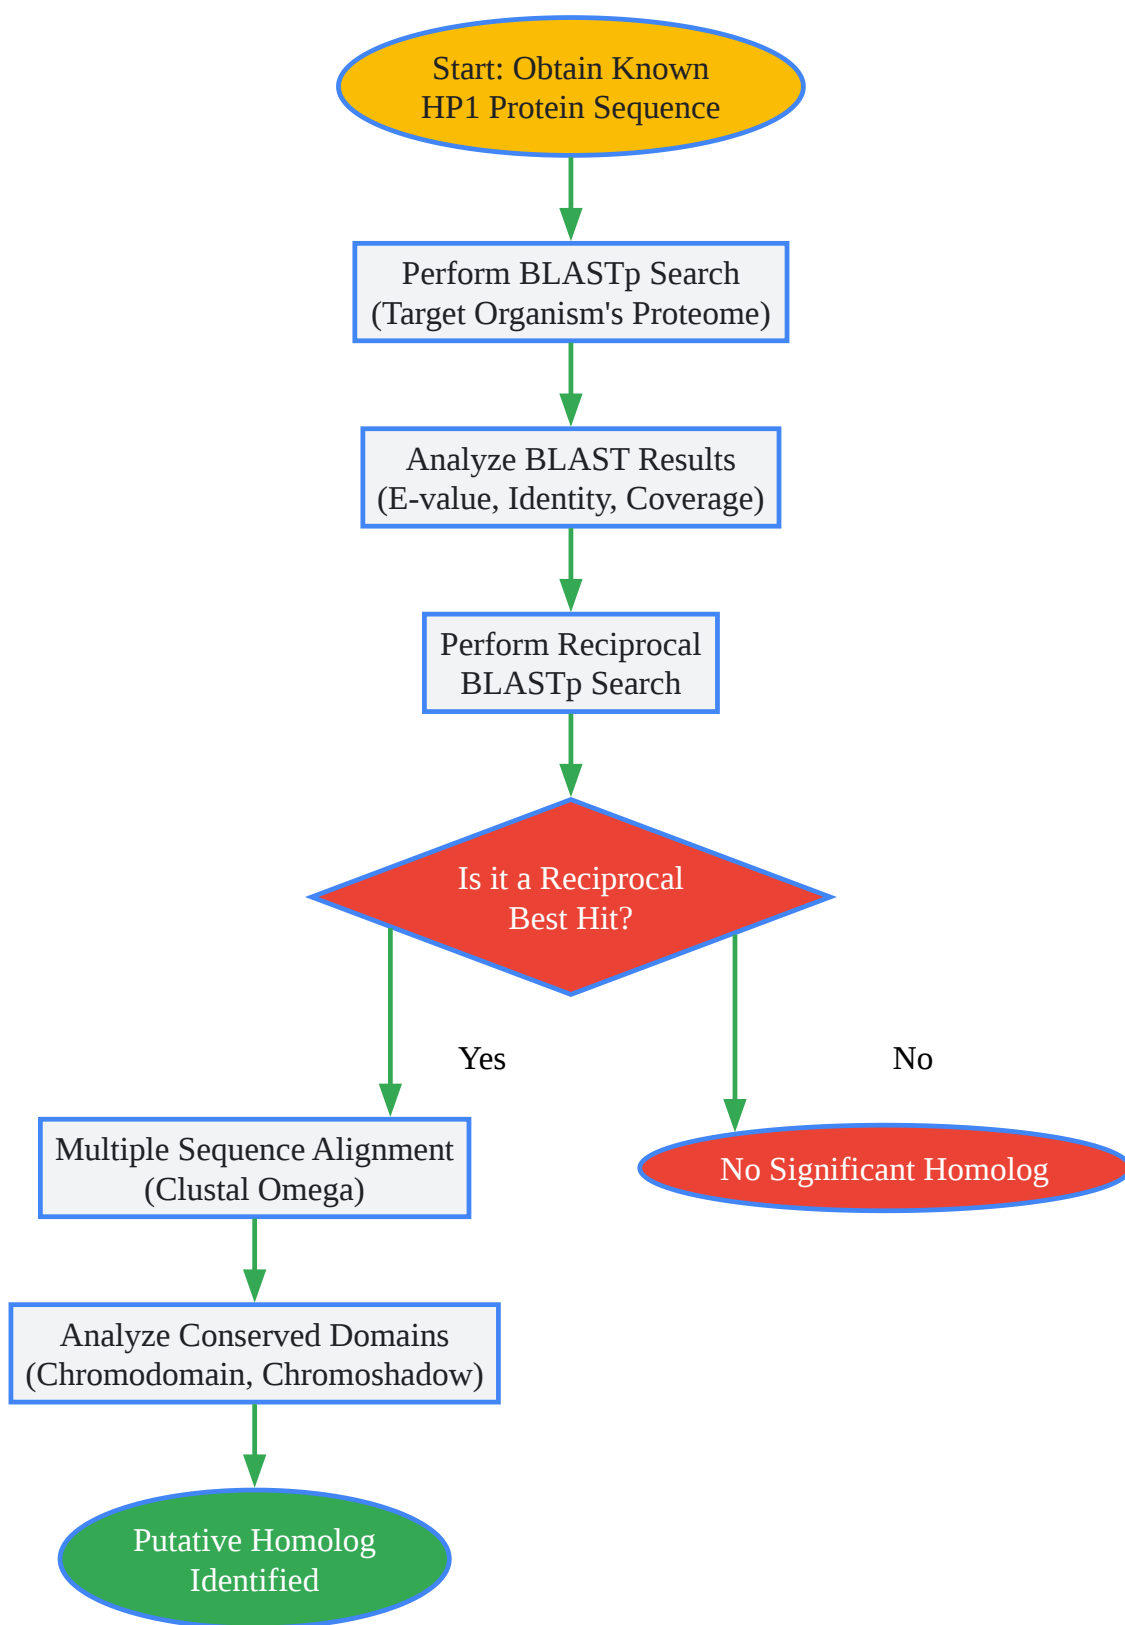 Start: Obtain Known
HP1 Protein Sequence
Perform BLASTp Search
(Target Organism's Proteome)
Analyze BLAST Results
(E-value, Identity, Coverage)
Perform Reciprocal
BLASTp Search
Is it a Reciprocal
Best Hit?
Yes
No
Multiple Sequence Alignment
(Clustal Omega)
No Significant Homolog
Analyze Conserved Domains
(Chromodomain, Chromoshadow)
Putative Homolog
Identified